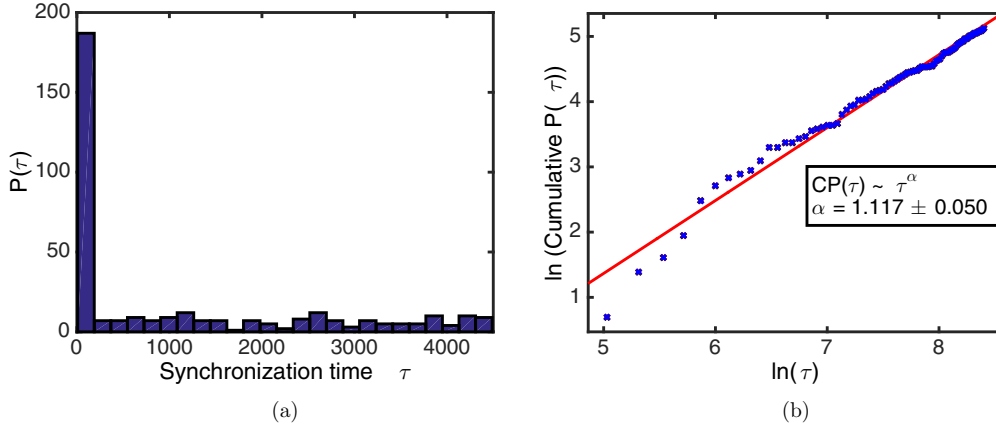 200
150
100
50
0
P(τ)
0 1000 2000 3000 4000
Synchronization time τ
(a)
5
4
3
2
1
ln (Cumulative P( τ))
CP(τ) ~ τ^α
α = 1.117 ± 0.050
5 6 7 8
ln(τ)
(b)